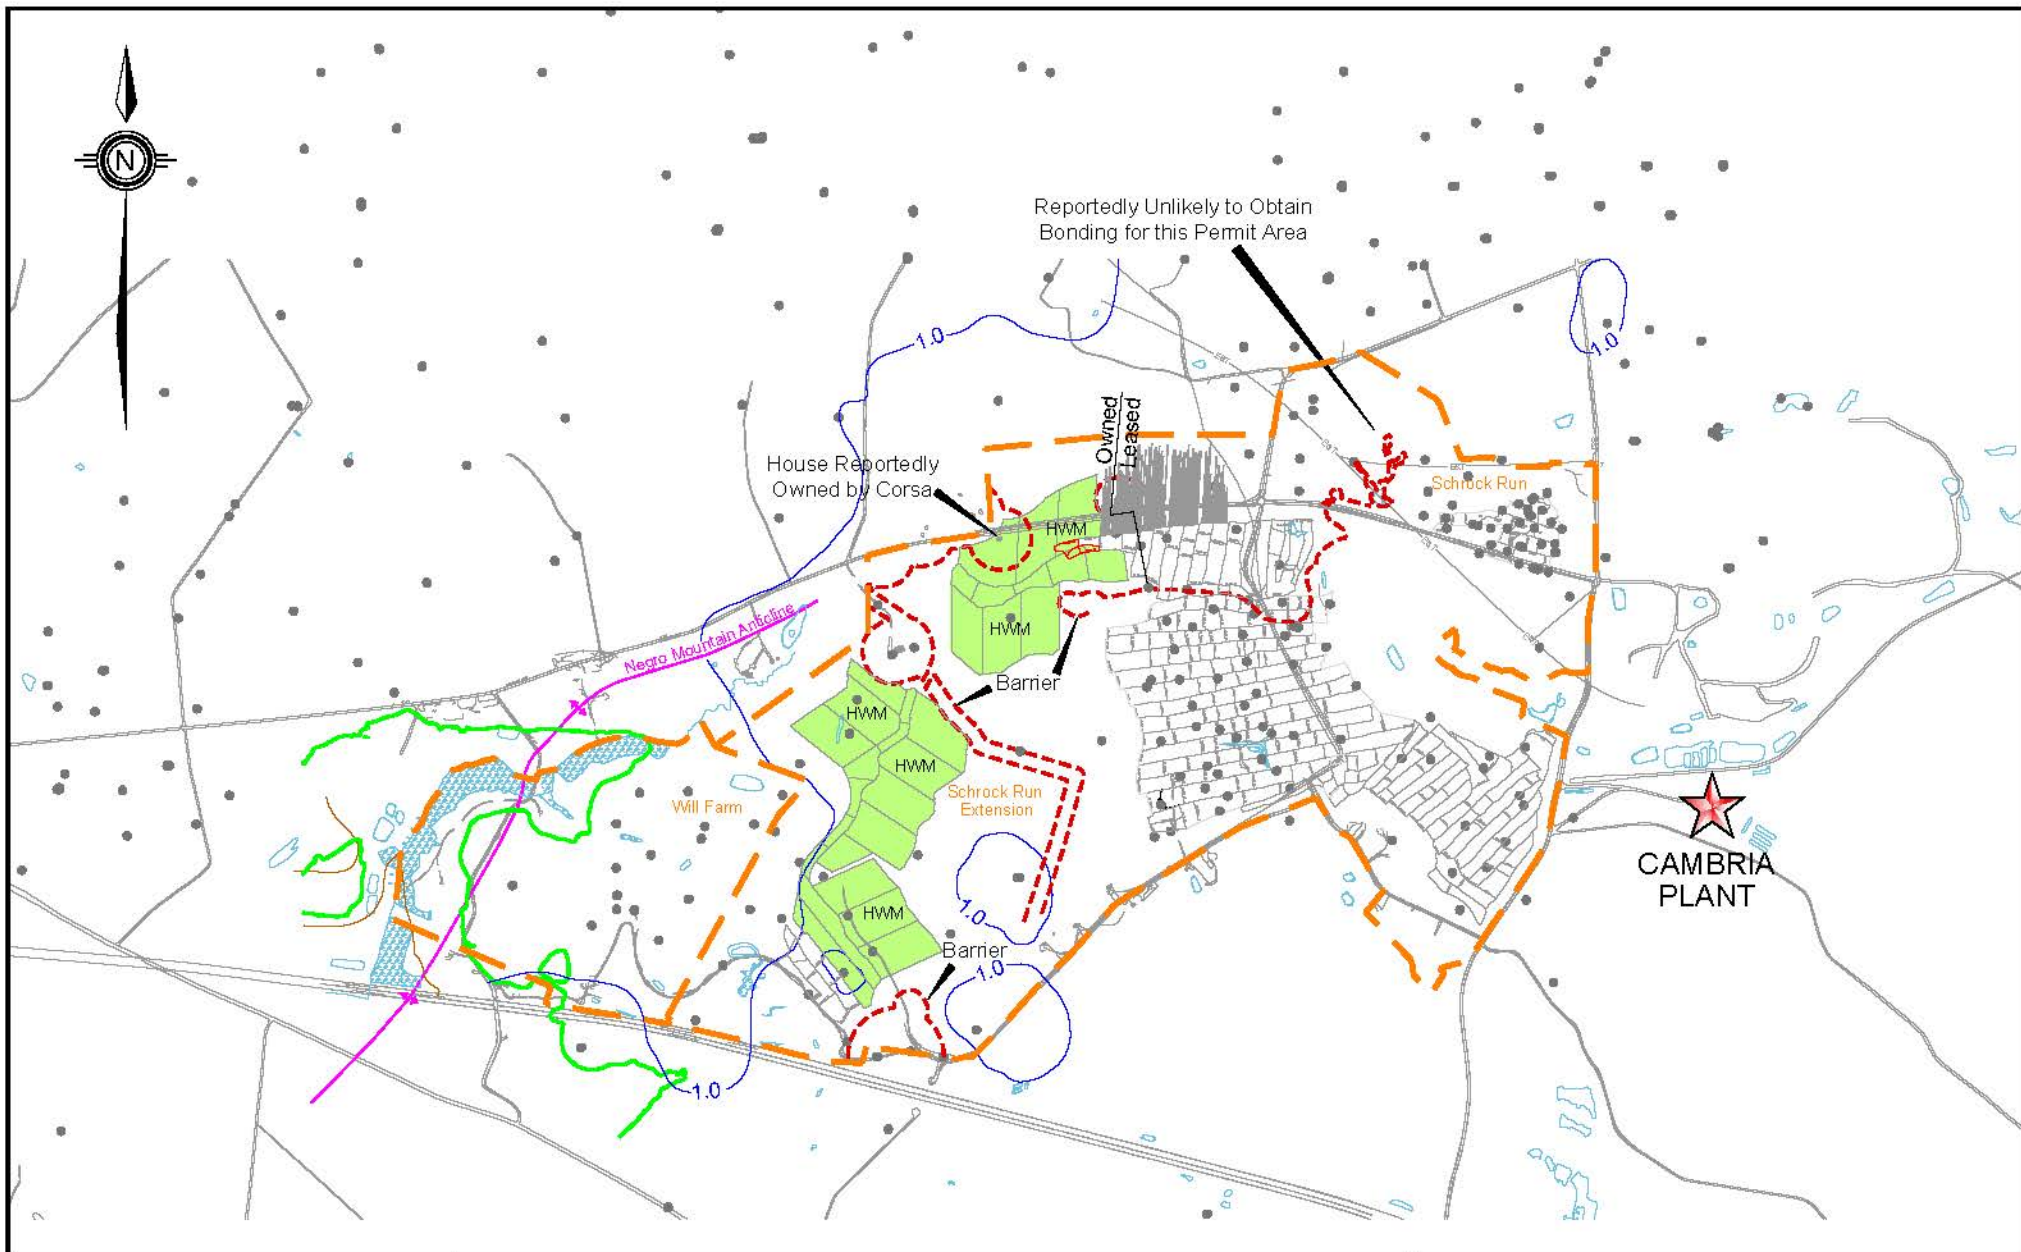 N
Reportedly Unlikely to Obtain
Bonding for this Permit Area
1.0
1.0
Owned
Leased
House Reportedly
Owned by Corsa
Schrock Run
HWM
HWM
Negro Mountain Anticline
Barrier
HWM
HWM
Schrock Run
Extension
Will Farm
CAMBRIA
PLANT
1.0
HWM
Barrier
1.0
1.0